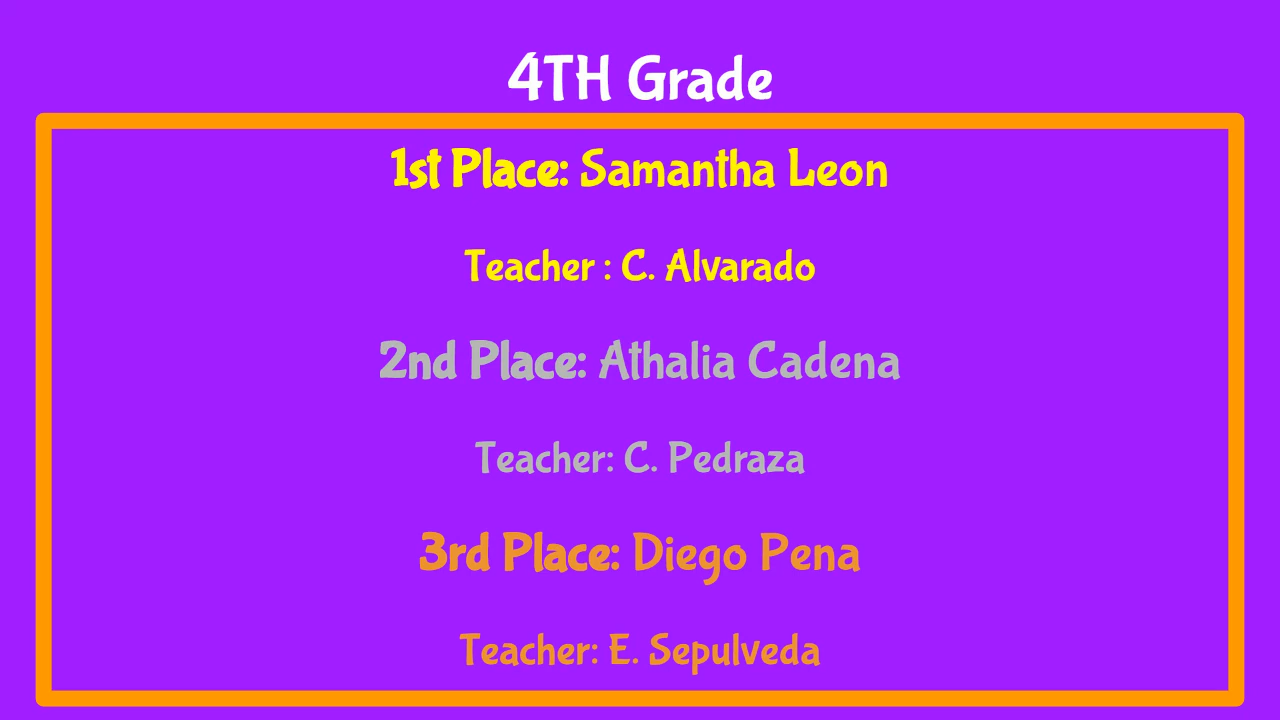 4TH Grade
1st Place: Samantha Leon
Teacher : C. Alvarado
2nd Place: Athalia Cadena
Teacher: C. Pedraza
3rd Place: Diego Pena
Teacher: E. Sepulveda